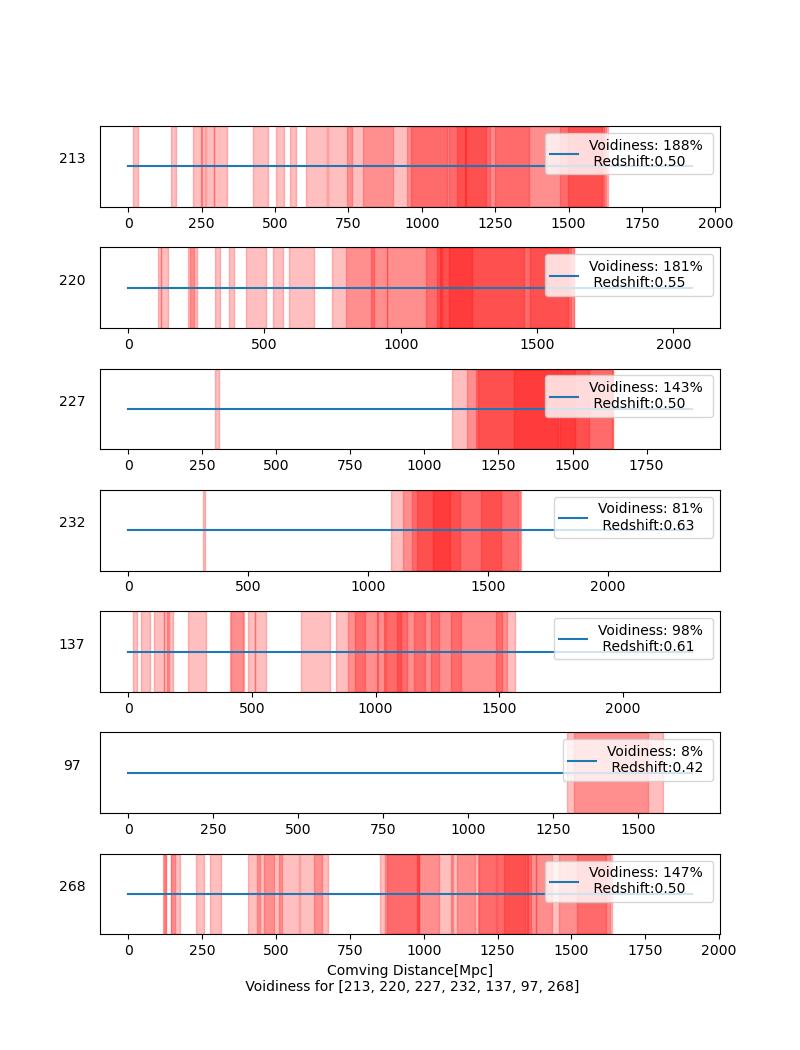 Voidiness: 188%
Redshift:0.50
213
0 250 500 750 1000 1250 1500 1750 2000
Voidiness: 181%
Redshift:0.55
220
0 500 1000 1500 2000
Voidiness: 143%
Redshift:0.50
227
0 250 500 750 1000 1250 1500 1750
Voidiness: 81%
Redshift:0.63
232
0 500 1000 1500 2000
Voidiness: 98%
Redshift:0.61
137
0 500 1000 1500 2000
Voidiness: 8%
Redshift:0.42
97
0 250 500 750 1000 1250 1500
Voidiness: 147%
Redshift:0.50
268
0 250 500 750 1000 1250 1500 1750 2000
Comving Distance[Mpc]
Voidiness for [213, 220, 227, 232, 137, 97, 268]